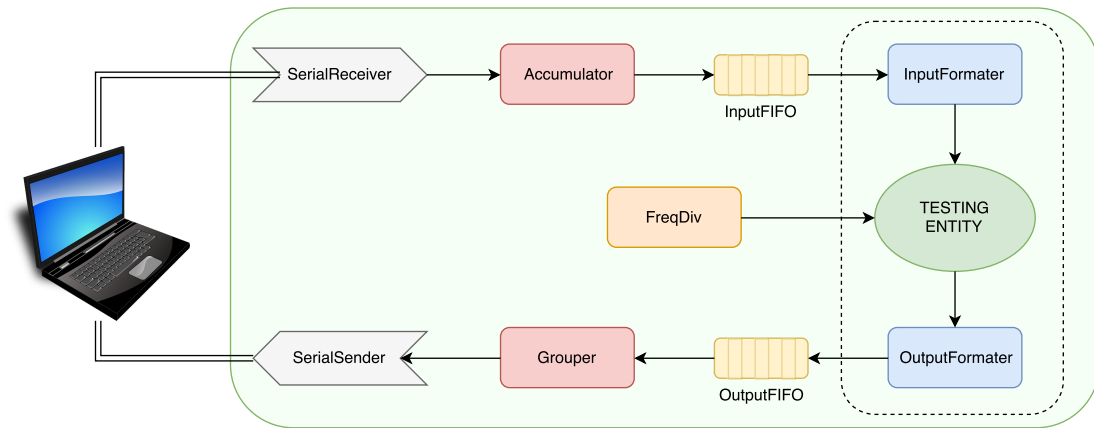 SerialReceiver
Accumulator
InputFIFO
InputFormater
FreqDiv
TESTING
ENTITY
SerialSender
Grouper
OutputFIFO
OutputFormater